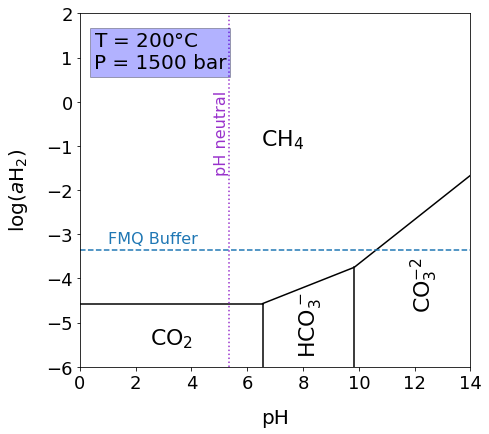 T = 200°C
P = 1500 bar
pH neutral
CH₄
FMQ Buffer
CO₂
HCO₃⁻
CO₃⁻²
log(aH₂)
2
1
0
−1
−2
−3
−4
−5
−6
0 2 4 6 8 10 12 14
pH